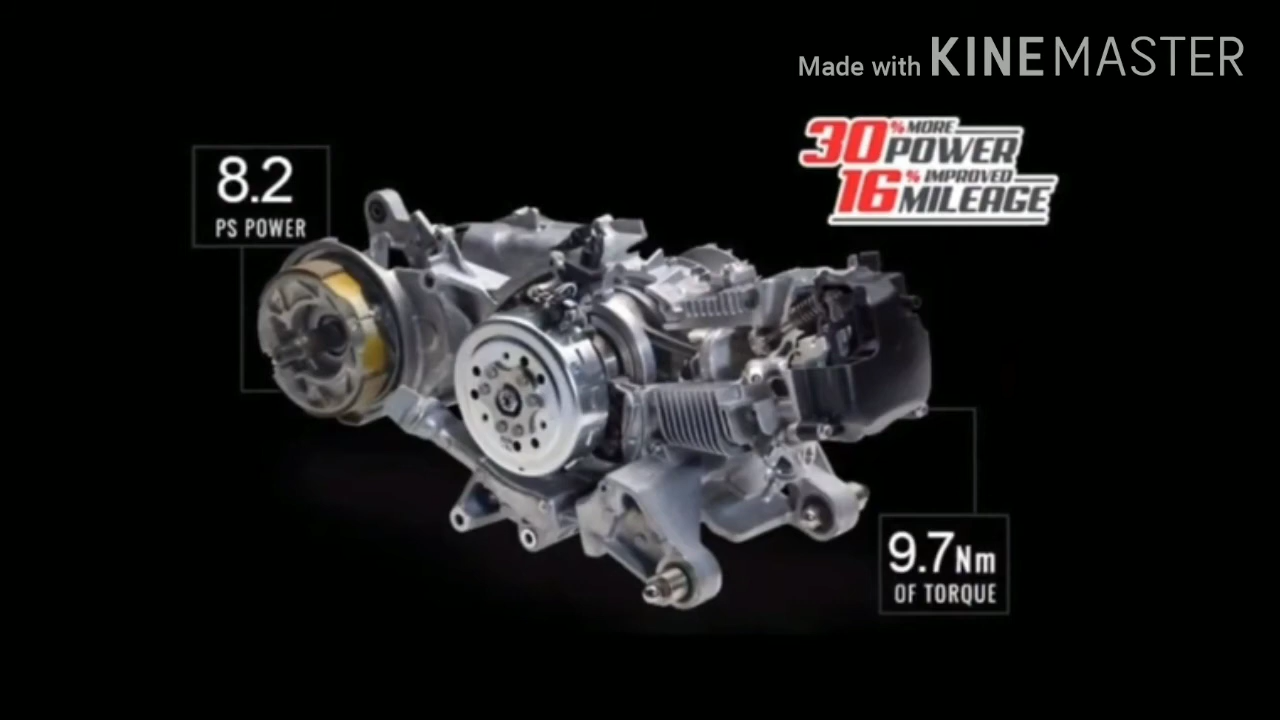 Made with KINEMASTER
30% MORE
POWER
16% IMPROVED
MILEAGE
8.2
PS POWER
9.7Nm
OF TORQUE